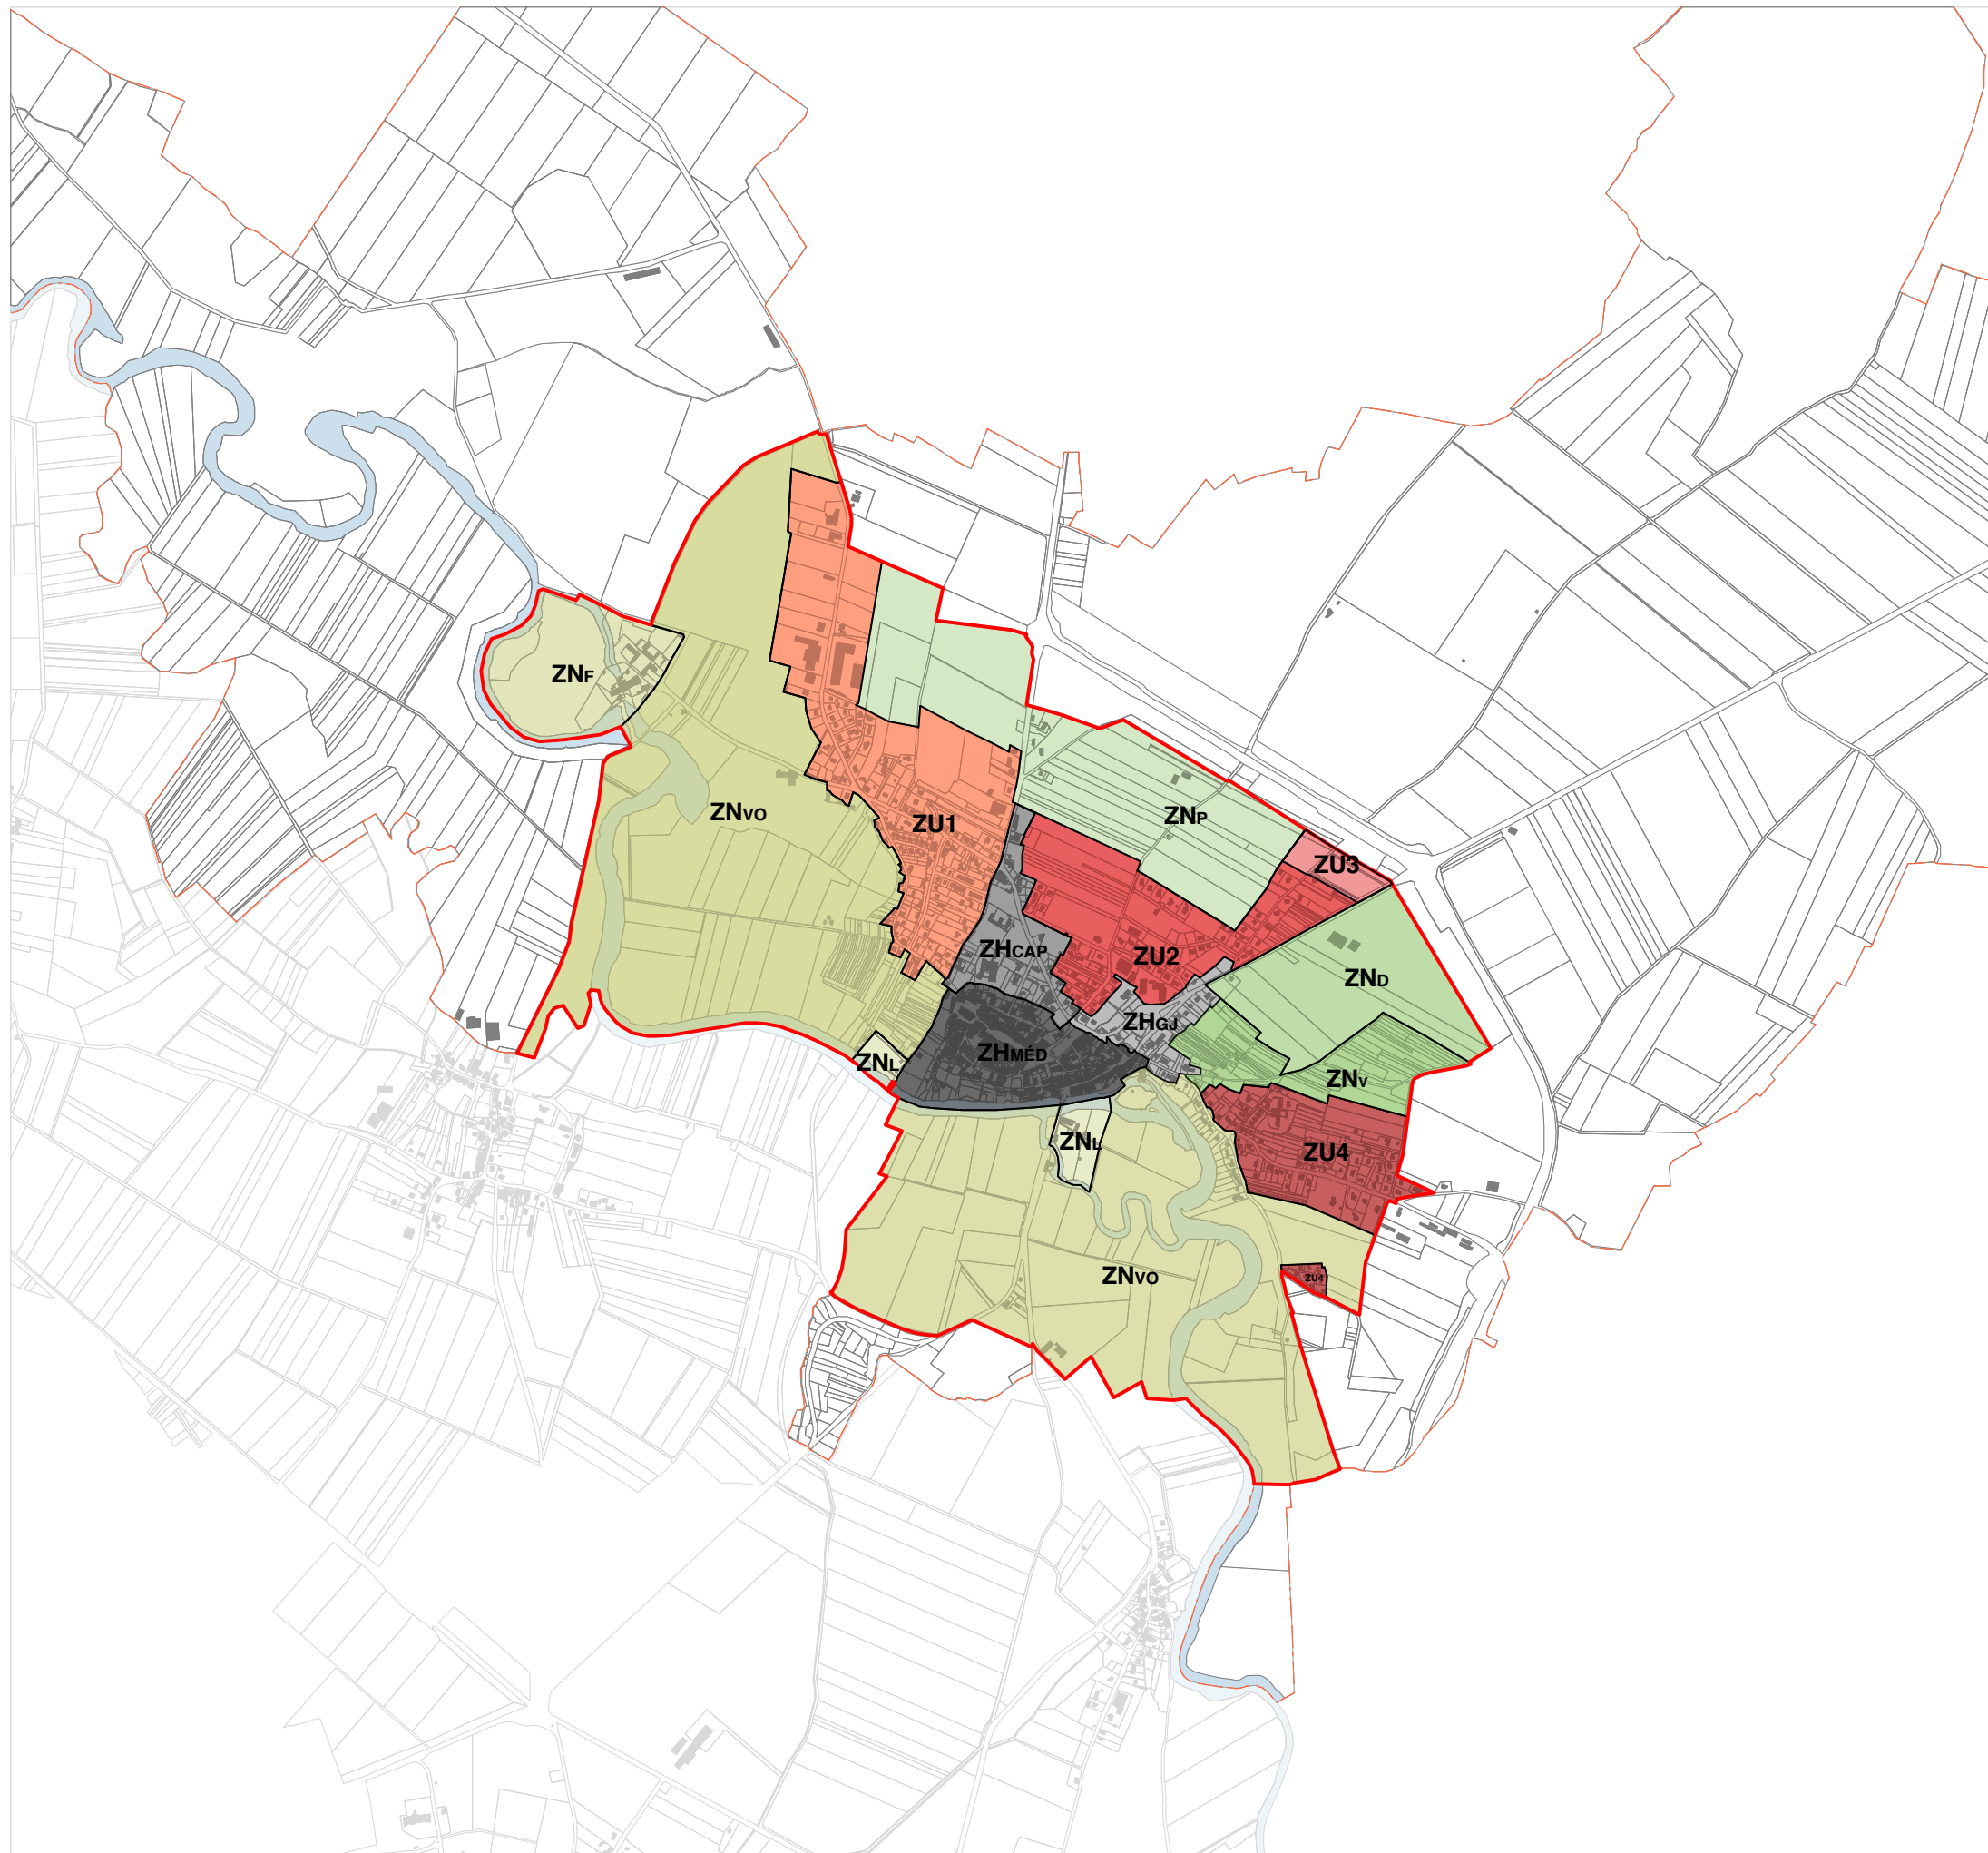 ZNF
ZNVO
ZU1
ZNP
ZU3
ZHCAP
ZU2
ZND
ZHGJ
ZHMÉD
ZNL
ZNV
ZNL
ZU4
ZNVO
ZU4